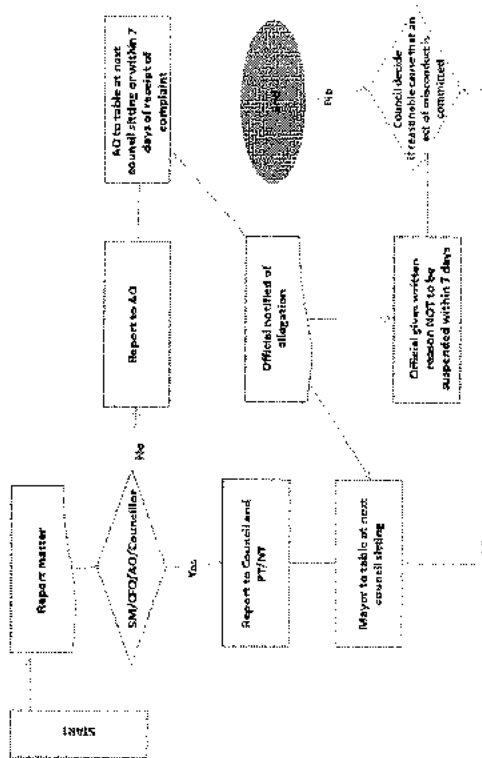 START
Report matter
SM/CFO/AO/Councillor
No
Report to AO
AO to table at next
council sitting or within 7
days of receipt of
complaint
Yes
Report to Council and
PT/NT
Official notified of
allegation
Mayor to table at next
council sitting
Official gives written
reason NOT to be
suspended within 7 days
Council decide
if reasonable cause that an
act of misconduct is
committed
No
end